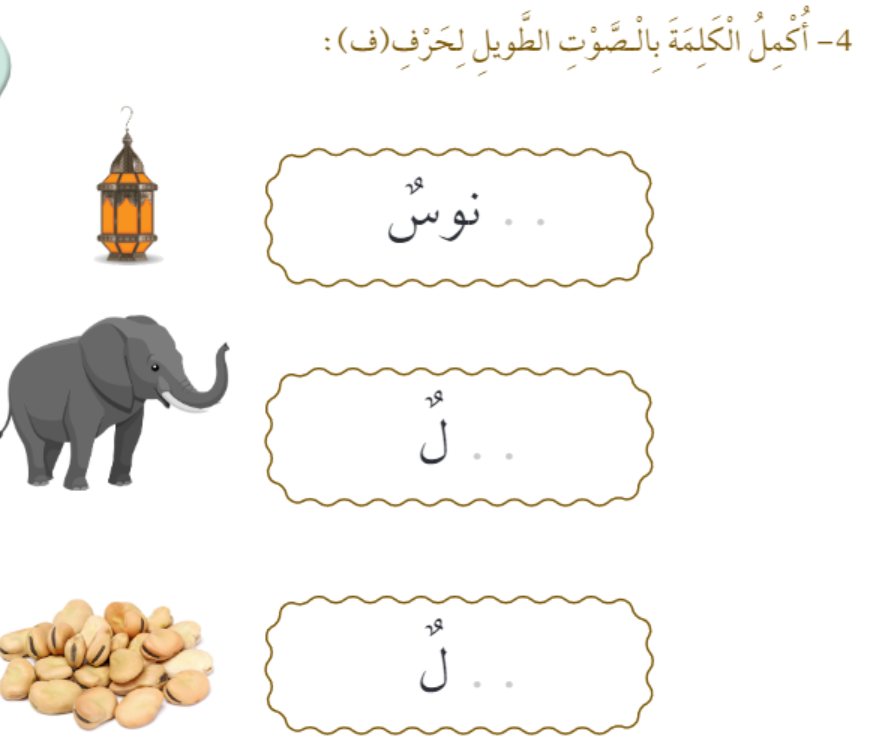 4- أُكْمِلُ الْكَلِمَةَ بِالْصَّوْتِ الطَّويلِ لِحَرْفِ(ف):
. . نوسٌ
. . لٌ
. . لٌ